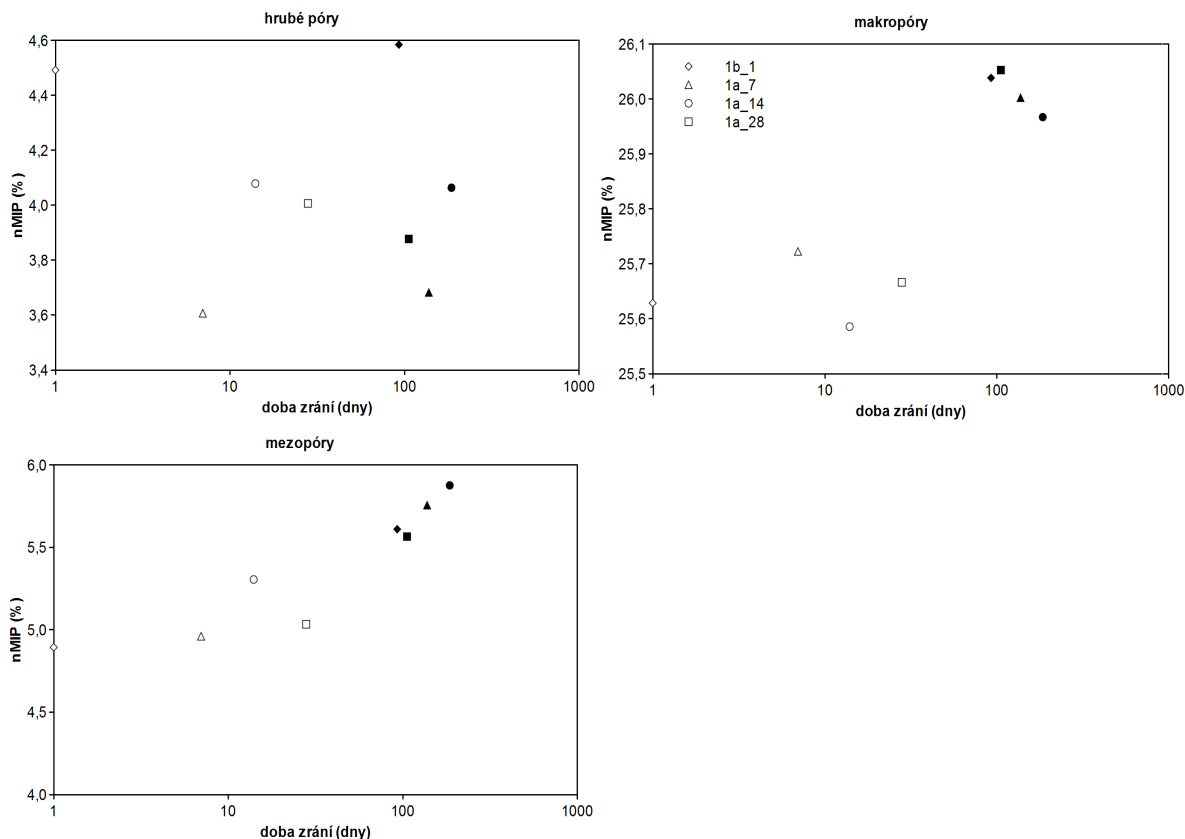 hrubé póry
4,6
4,4
4,2
4,0
3,8
3,6
3,4
nMIP (%)
1 10 100 1000
doba zrání (dny)
makropóry
26,1
26,0
25,9
25,8
25,7
25,6
25,5
nMIP (%)
1b_1
1a_7
1a_14
1a_28
1 10 100 1000
doba zrání (dny)
mezopóry
6,0
5,5
5,0
4,5
4,0
nMIP (%)
1 10 100 1000
doba zrání (dny)